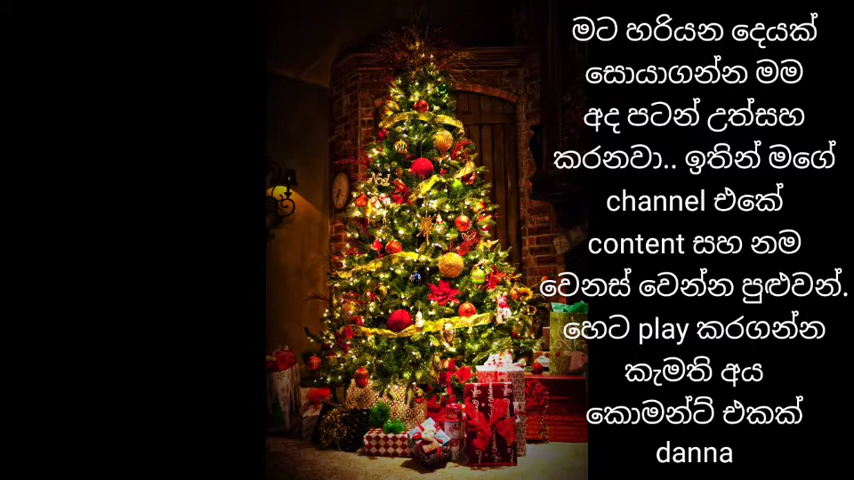 මට හරියන දෙයක්
සොයාගන්න මම
අද පටන් උත්සහ
කරනවා.. ඉතින් මගේ
channel එකේ
content සහ නම
වෙනස් වෙන්න පුළුවන්.
හෙට play කරගන්න
කැමති අය
කොමන්ට් එකක්
danna